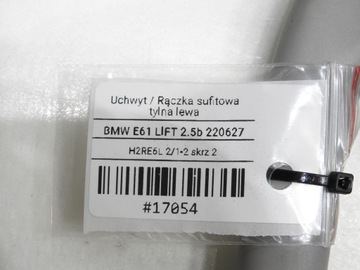 Uchwyt / Rączka sufitowa
tylna lewa
BMW E61 LIFT 2.5b 220627
H2RE6L 2/1-2 skrz 2
#17054